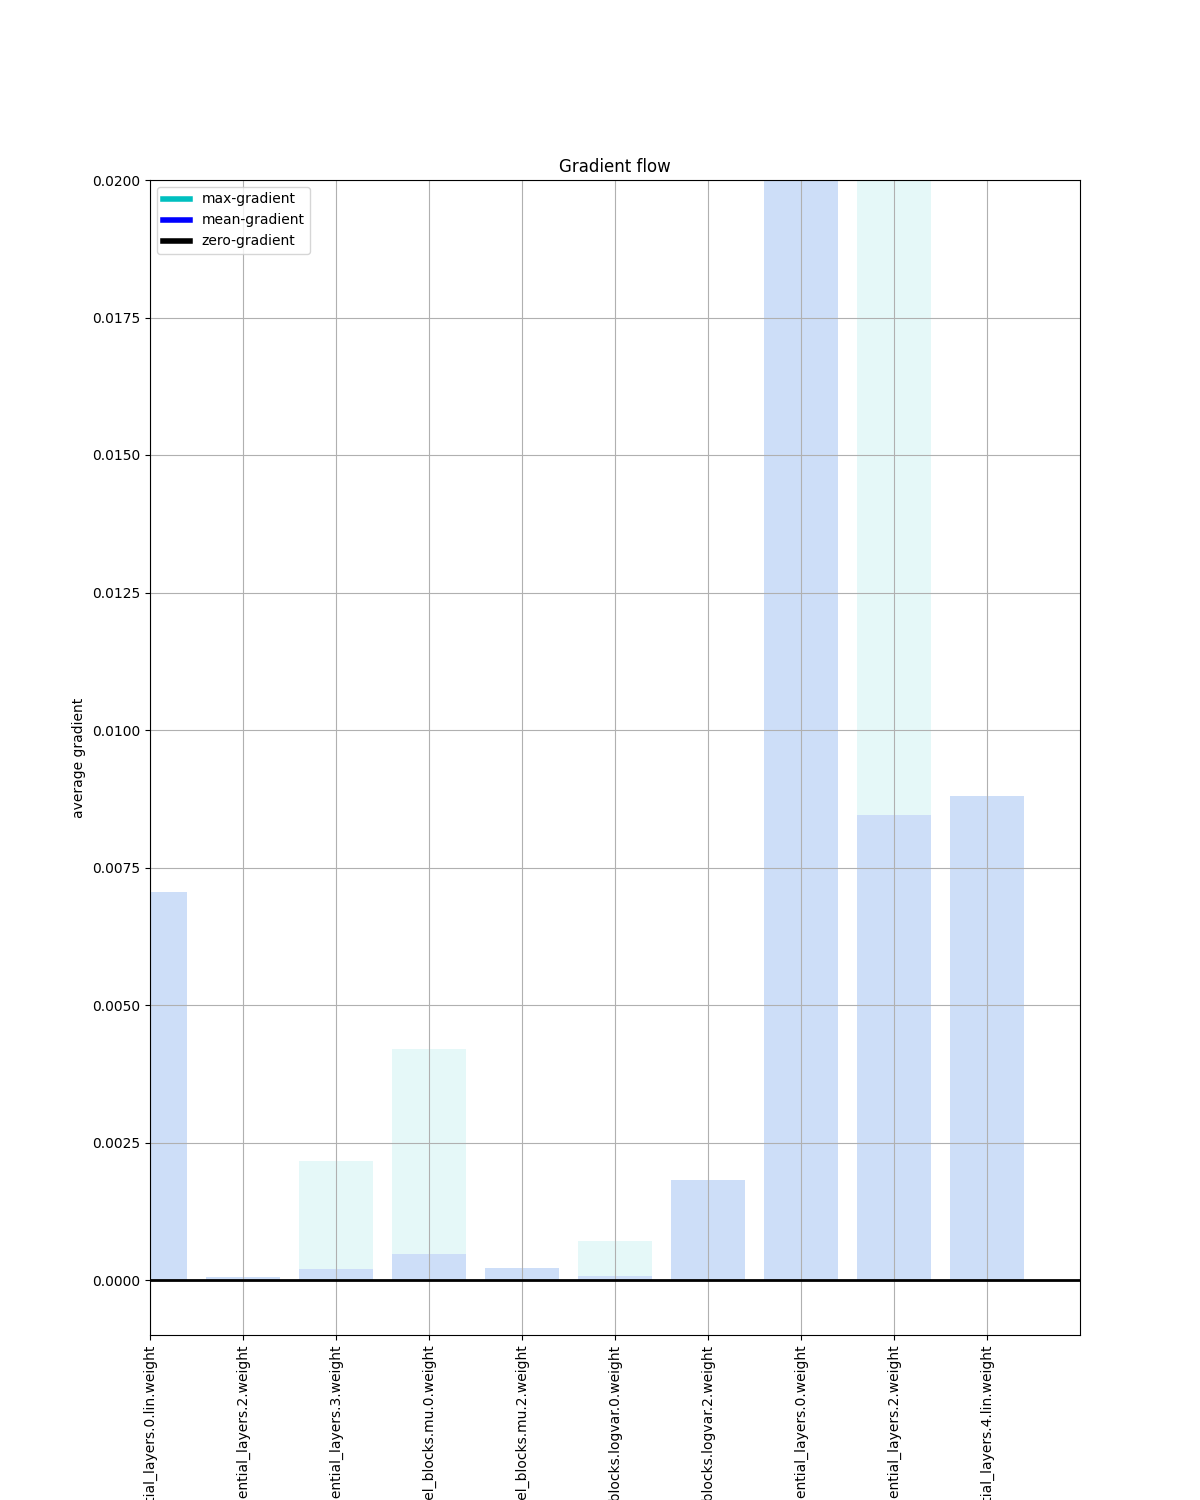 Gradient flow
max-gradient
mean-gradient
zero-gradient
0.0200
0.0175
0.0150
0.0125
0.0100
0.0075
0.0050
0.0025
0.0000
average gradient
tial_layers.0.lin.weight
ential_layers.2.weight
ential_layers.3.weight
el_blocks.mu.0.weight
el_blocks.mu.2.weight
blocks.logvar.0.weight
blocks.logvar.2.weight
ential_layers.0.weight
ential_layers.2.weight
tial_layers.4.lin.weight